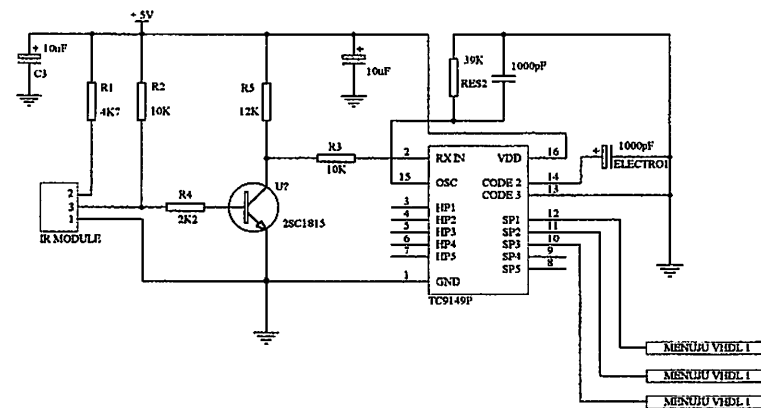 + 5V
10uF
C3
R1
4K7
R2
10K
R5
12K
10uF
39K
RES2
1000pF
R3
10K
2
RX IN
VDD
16
1000pF
ELECTRO1
15
OSC
CODE 2
14
CODE 3
13
IR MODULE
2
3
1
R4
2K2
U?
2SC1815
3
HP1
4
HP2
5
HP3
6
HP4
7
HP5
SP1
12
SP2
11
SP3
10
SP4
9
SP5
8
1
GND
TC9149P
MENUJU VHDL 1
MENUJU VHDL 1
MENUJU VHDL 1